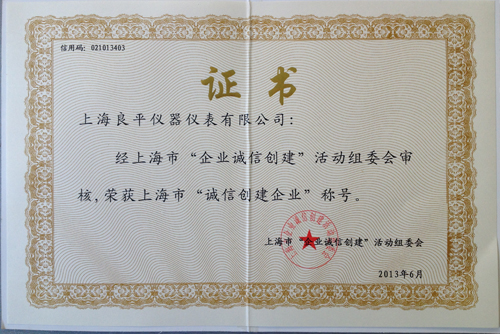 信用码：021013403
证书
上海良平仪器仪表有限公司：
经上海市“企业诚信创建”活动组委会审
核，荣获上海市“诚信创建企业”称号。
上海市“企业诚信创建”活动组委会
2013年6月